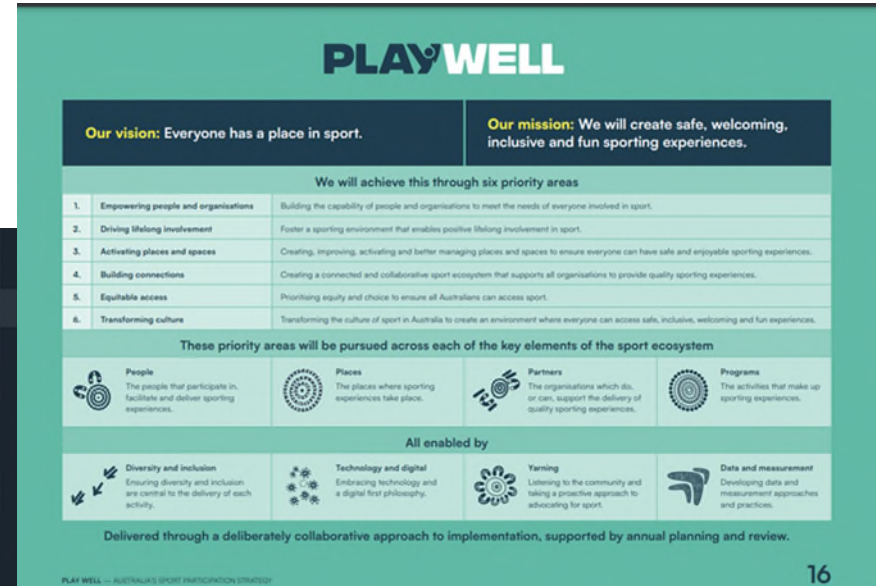 PLAY WELL
Our vision: Everyone has a place in sport.
Our mission: We will create safe, welcoming,
inclusive and fun sporting experiences.
We will achieve this through six priority areas
1. Empowering people and organisations Building the capability of people and organisations to meet the needs of everyone involved in sport.
2. Driving lifelong involvement Foster a sporting environment that enables positive lifelong involvement in sport.
3. Activating places and spaces Creating, improving, activating and better managing places and spaces to ensure everyone can have safe and enjoyable sporting experiences.
4. Building connections Creating a connected and collaborative sport ecosystem that supports all organisations to provide quality sporting experiences.
5. Equitable access Prioritising equity and choice to ensure all Australians can access sport.
6. Transforming culture Transforming the culture of sport in Australia to create an environment where everyone can access safe, inclusive, welcoming and fun experiences.
These priority areas will be pursued across each of the key elements of the sport ecosystem
People
The people that participate in,
facilitate and deliver sporting
experiences.
Places
The places where sporting
experiences take place.
Partners
The organisations which do,
or can, support the delivery of
quality sporting experiences.
Programs
The activities that make up
sporting experiences.
All enabled by
Diversity and inclusion
Ensuring diversity and inclusion
are central to the delivery of each
activity.
Technology and digital
Embracing technology and
a digital first philosophy.
Yarning
Listening to the community and
taking a proactive approach to
advocating for sport.
Data and measurement
Developing data and
measurement approaches
and practices.
Delivered through a deliberately collaborative approach to implementation, supported by annual planning and review.
PLAY WELL — AUSTRALIA'S SPORT PARTICIPATION STRATEGY
16